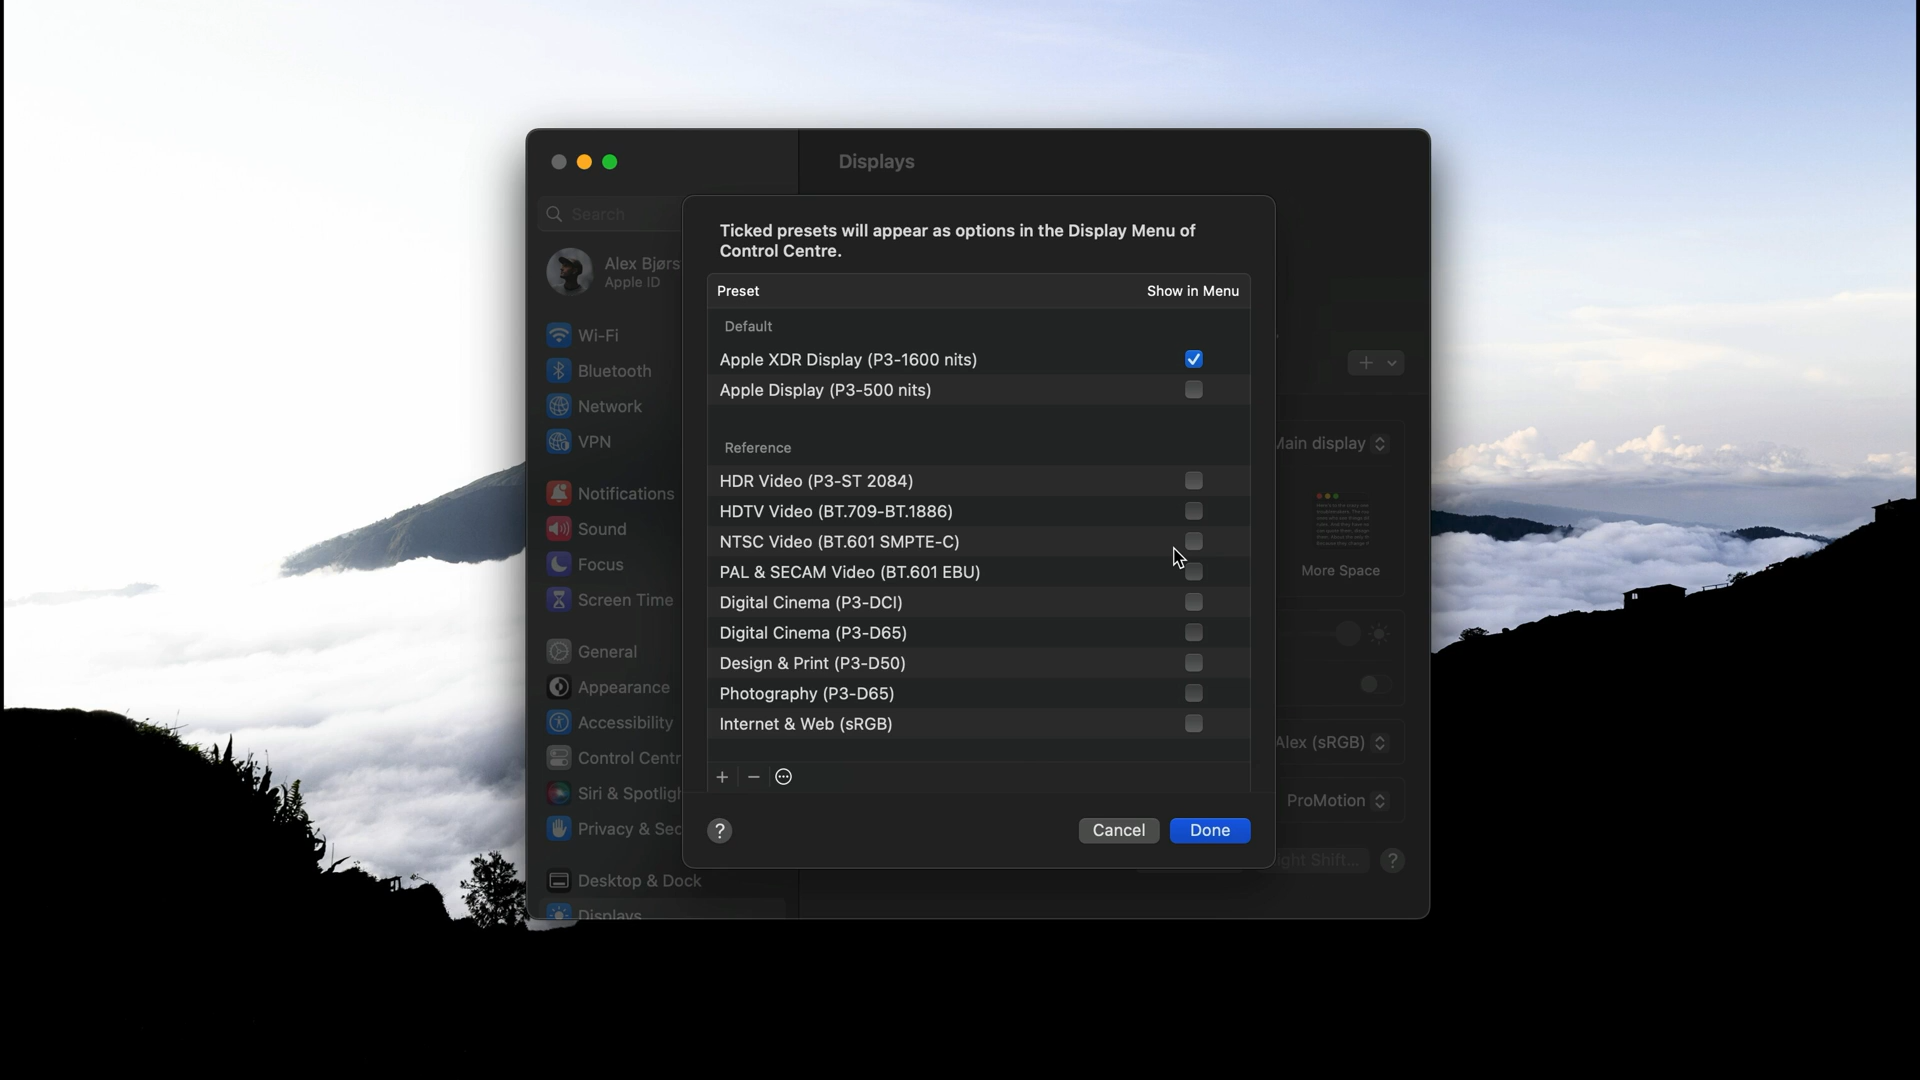 Displays
Search
Alex Bjørs
Apple ID
Wi-Fi
Bluetooth
Network
VPN
Notifications
Sound
Focus
Screen Time
General
Appearance
Accessibility
Control Centr
Siri & Spotligh
Privacy & Sec
Desktop & Dock
Displays
Ticked presets will appear as options in the Display Menu of
Control Centre.
Preset Show in Menu
Default
Apple XDR Display (P3-1600 nits)
Apple Display (P3-500 nits)
Reference
HDR Video (P3-ST 2084)
HDTV Video (BT.709-BT.1886)
NTSC Video (BT.601 SMPTE-C)
PAL & SECAM Video (BT.601 EBU)
Digital Cinema (P3-DCI)
Digital Cinema (P3-D65)
Design & Print (P3-D50)
Photography (P3-D65)
Internet & Web (sRGB)
? Cancel Done
Main display
More Space
Alex (sRGB)
ProMotion
ight Shift... ?